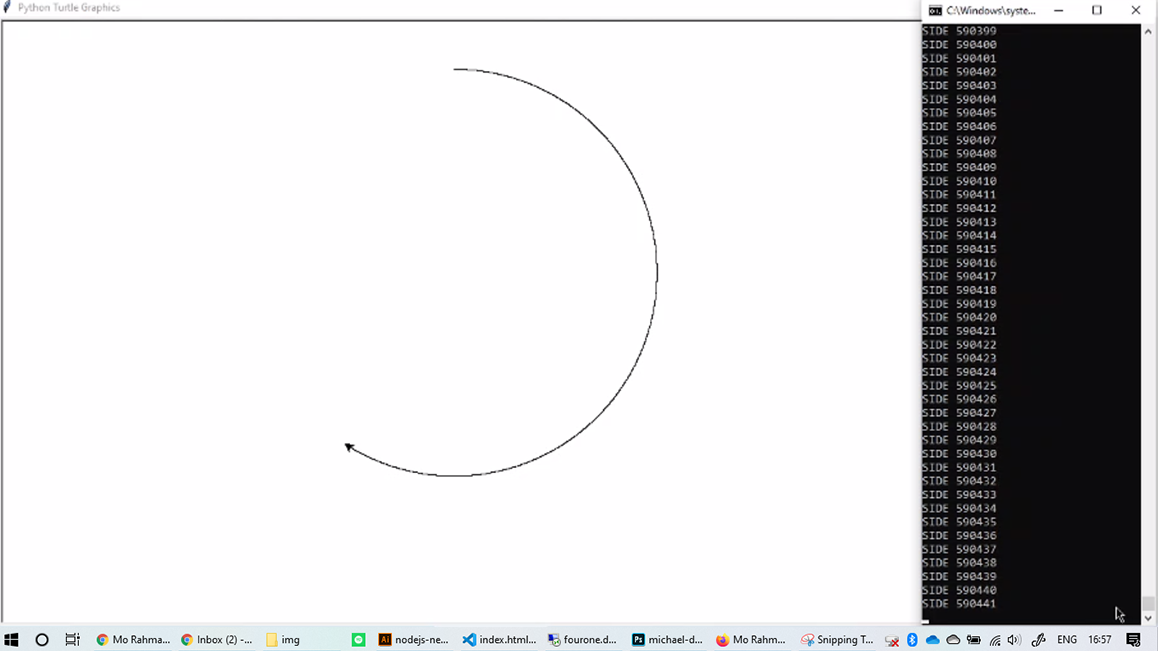 Python Turtle Graphics
C:\Windows\syste...
SIDE 590399
SIDE 590400
SIDE 590401
SIDE 590402
SIDE 590403
SIDE 590404
SIDE 590405
SIDE 590406
SIDE 590407
SIDE 590408
SIDE 590409
SIDE 590410
SIDE 590411
SIDE 590412
SIDE 590413
SIDE 590414
SIDE 590415
SIDE 590416
SIDE 590417
SIDE 590418
SIDE 590419
SIDE 590420
SIDE 590421
SIDE 590422
SIDE 590423
SIDE 590424
SIDE 590425
SIDE 590426
SIDE 590427
SIDE 590428
SIDE 590429
SIDE 590430
SIDE 590431
SIDE 590432
SIDE 590433
SIDE 590434
SIDE 590435
SIDE 590436
SIDE 590437
SIDE 590438
SIDE 590439
SIDE 590440
SIDE 590441
Mo Rahma... Inbox (2) -... img nodejs-ne... index.html... fourone.d... michael-d... Mo Rahm... Snipping T... ENG 16:57